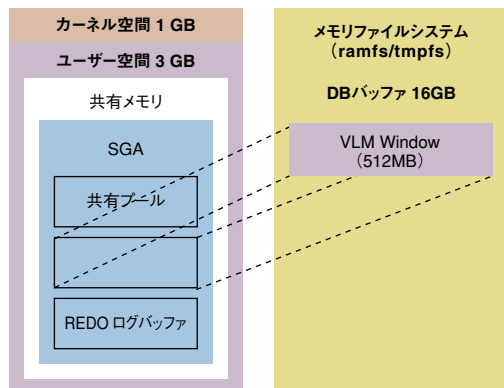 カーネル空間 1 GB
ユーザー空間 3 GB
共有メモリ
SGA
共有プール
REDO ログバッファ
メモリファイルシステム
（ramfs/tmpfs）
DBバッファ 16GB
VLM Window
（512MB）